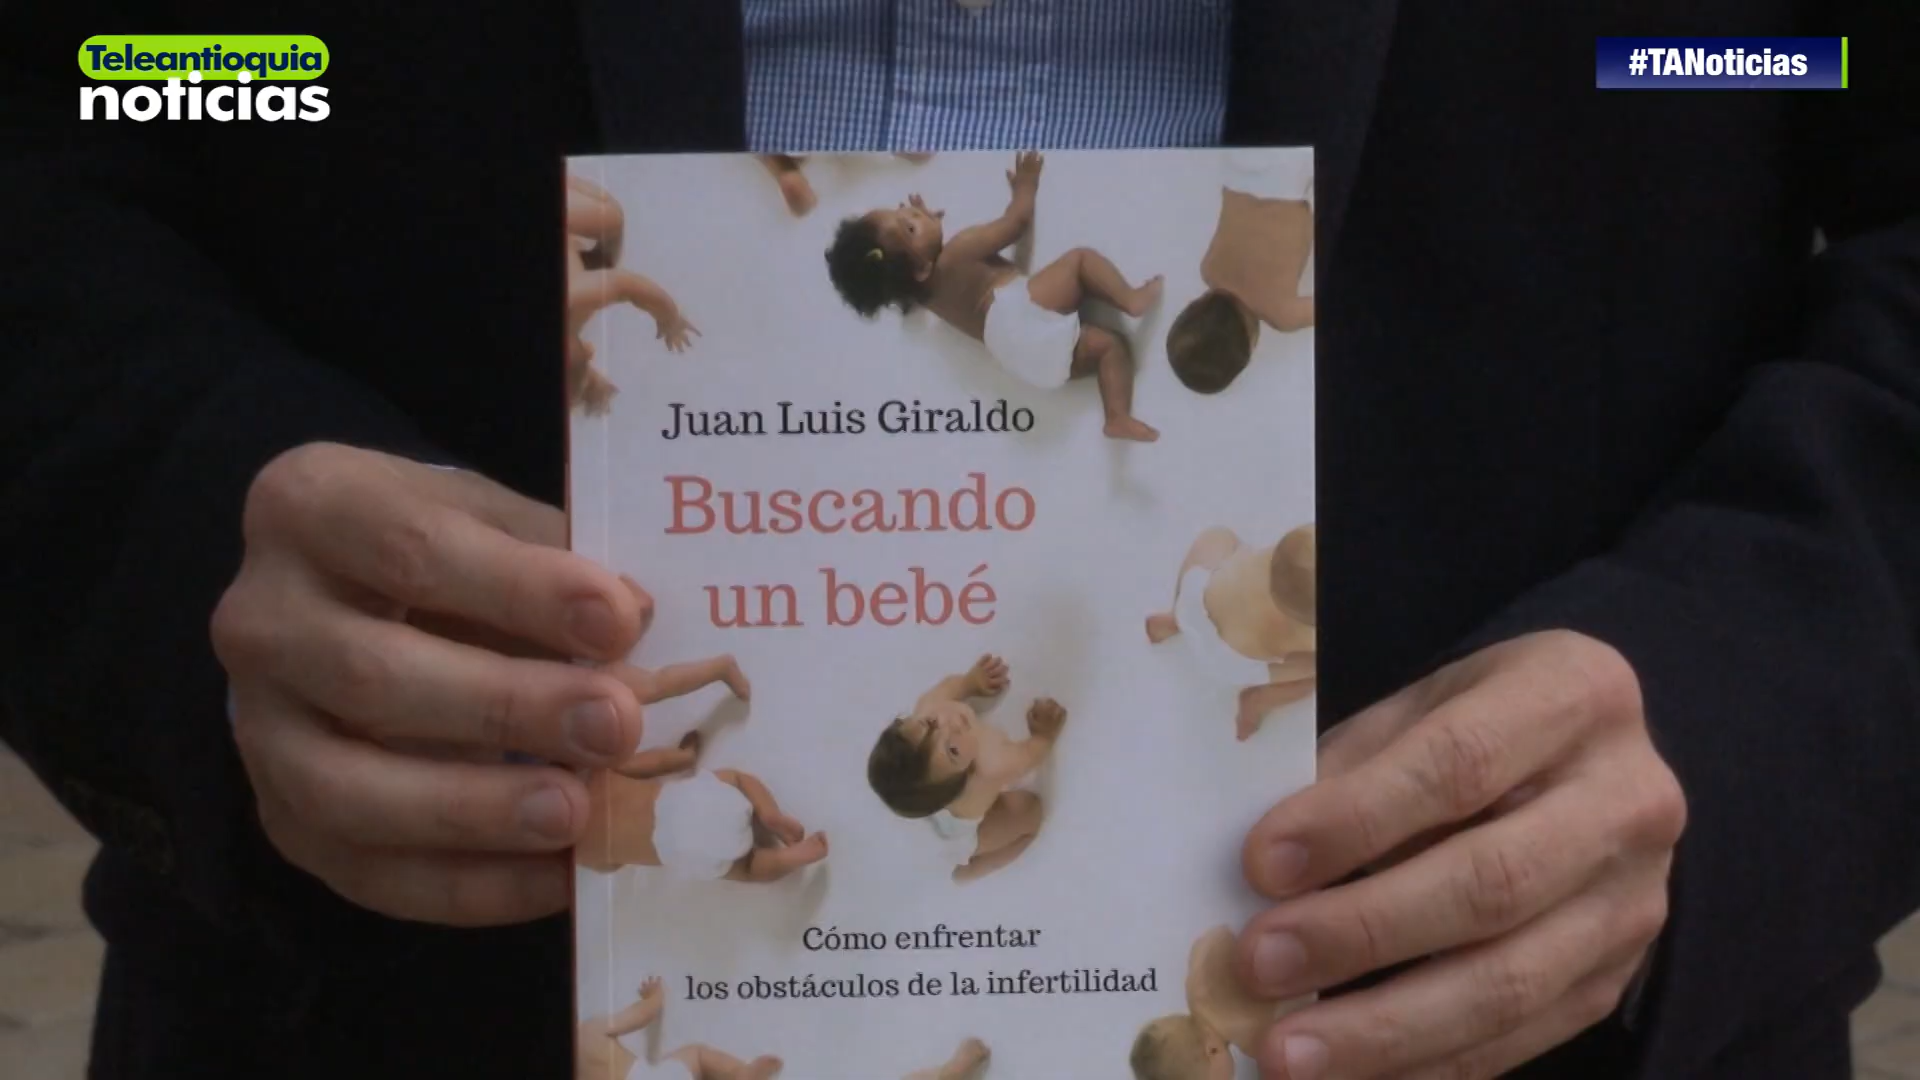 Teleantioquia
noticias
#TANoticias
Juan Luis Giraldo
Buscando
un bebé
Cómo enfrentar
los obstáculos de la infertilidad